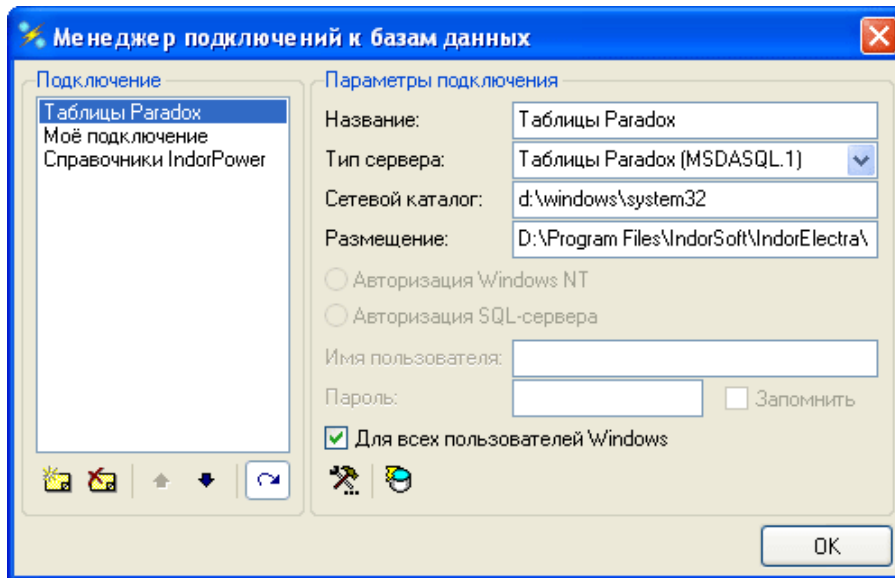 Менеджер подключений к базам данных
Подключение
Таблицы Paradox
Моё подключение
Справочники IndorPower
Параметры подключения
Название: Таблицы Paradox
Тип сервера: Таблицы Paradox (MSDASQL.1)
Сетевой каталог: d:\windows\system32
Размещение: D:\Program Files\IndorSoft\IndorElectra\
Авторизация Windows NT
Авторизация SQL-сервера
Имя пользователя:
Пароль: Запомнить
Для всех пользователей Windows
OK